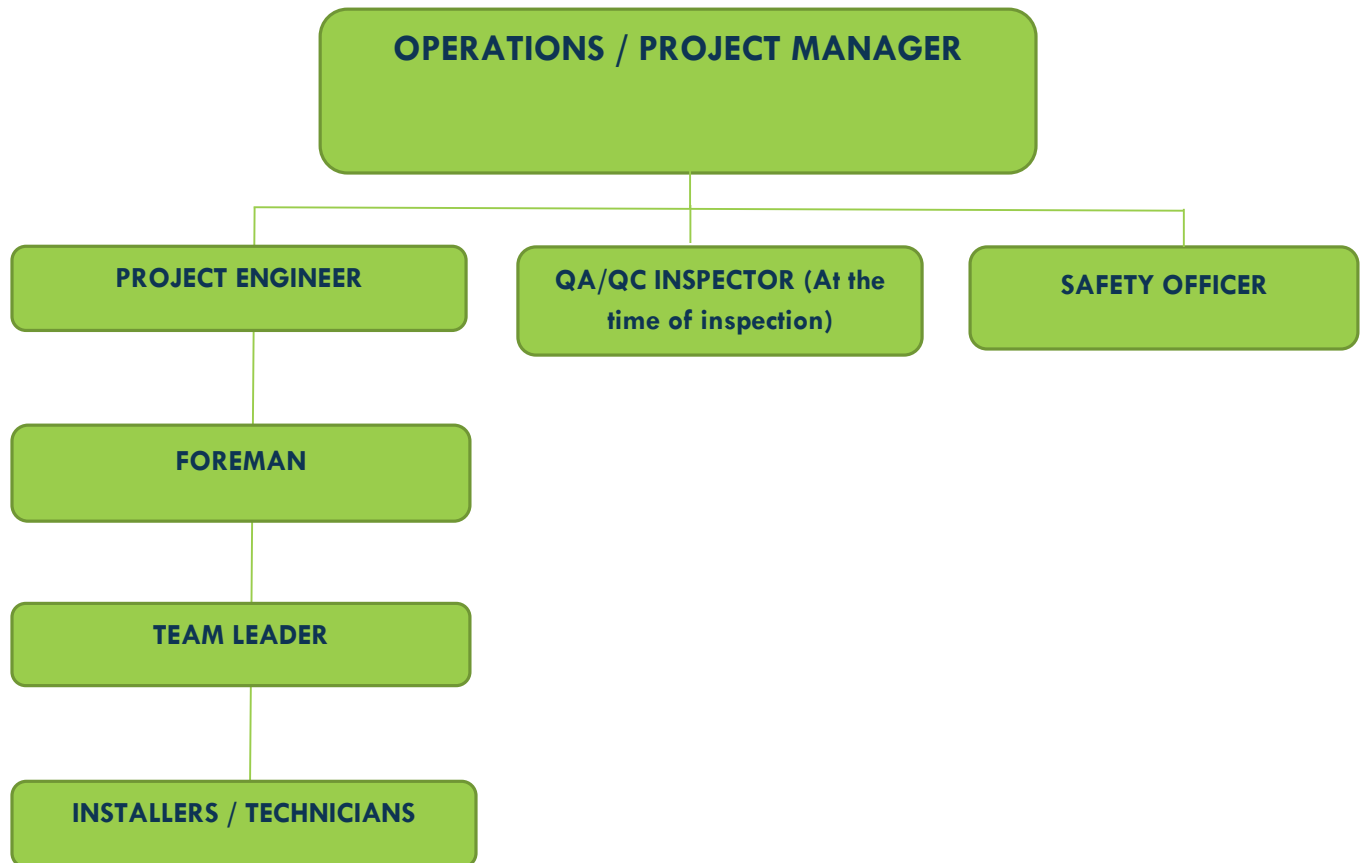 OPERATIONS / PROJECT MANAGER
PROJECT ENGINEER
QA/QC INSPECTOR (At the
time of inspection)
SAFETY OFFICER
FOREMAN
TEAM LEADER
INSTALLERS / TECHNICIANS